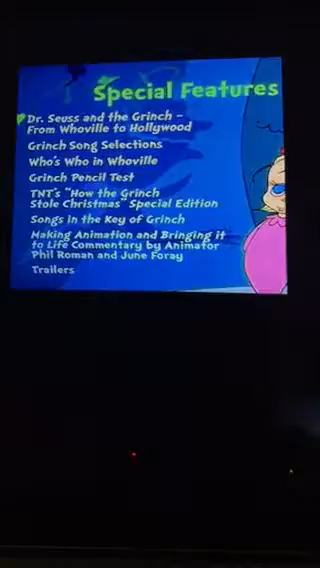 Special Features
Dr. Seuss and the Grinch –
From Whoville to Hollywood
Grinch Song Selections
Who's Who in Whoville
Grinch Pencil Test
TNT's "How the Grinch
Stole Christmas" Special Edition
Songs in the Key of Grinch
Making Animation and Bringing it
to Life Commentary by Animator
Phil Roman and June Foray
Trailers